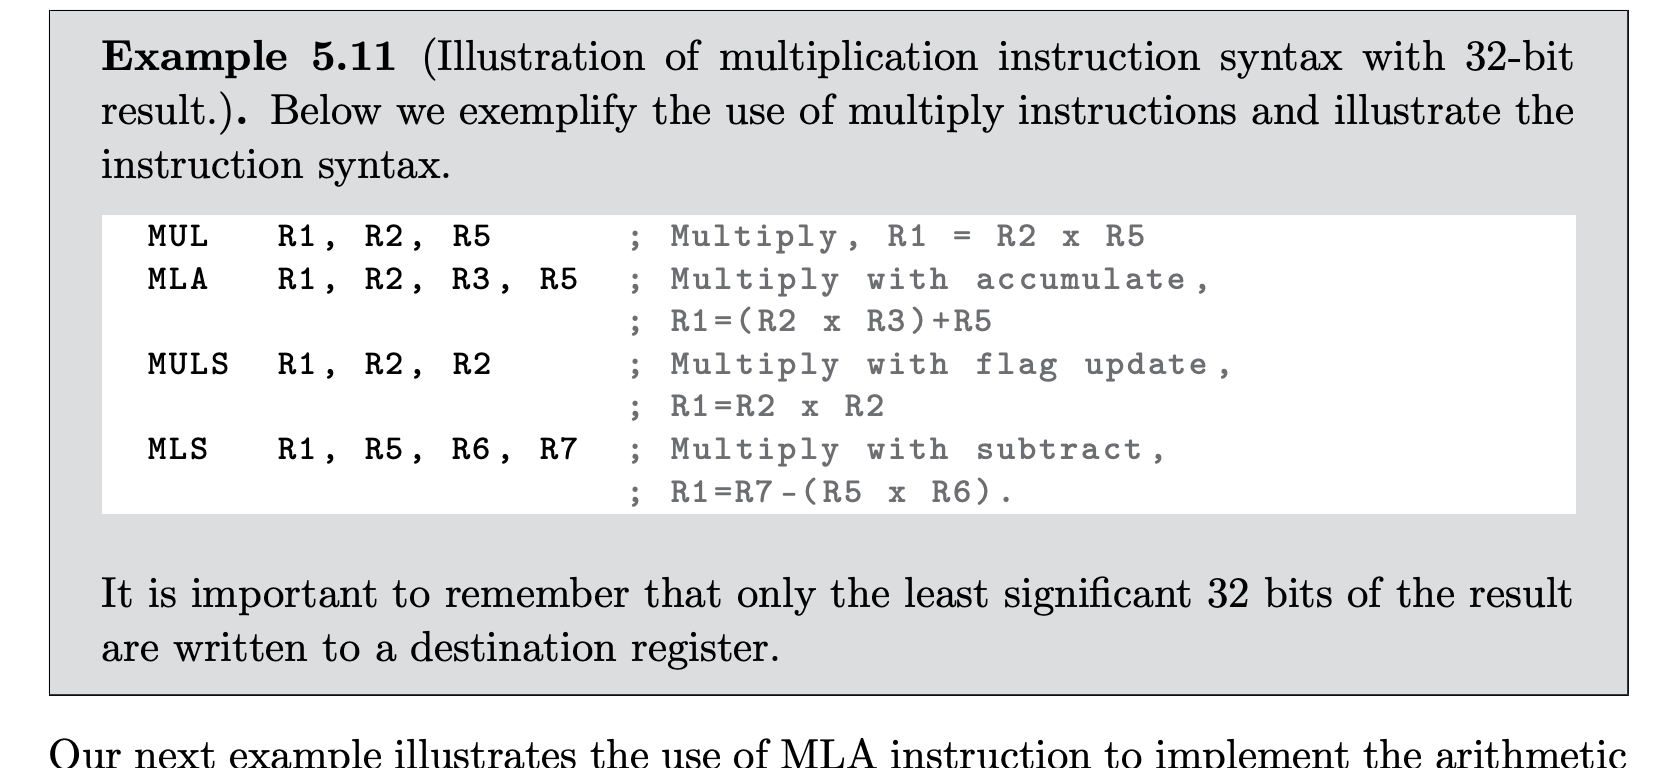 Example 5.11 (Illustration of multiplication instruction syntax with 32-bit
result.). Below we exemplify the use of multiply instructions and illustrate the
instruction syntax.
MUL R1, R2, R5 ; Multiply, R1 = R2 x R5
MLA R1, R2, R3, R5 ; Multiply with accumulate,
; R1=(R2 x R3)+R5
MULS R1, R2, R2 ; Multiply with flag update,
; R1=R2 x R2
MLS R1, R5, R6, R7 ; Multiply with subtract,
; R1=R7-(R5 x R6).
It is important to remember that only the least significant 32 bits of the result
are written to a destination register.
Our next example illustrates the use of MLA instruction to implement the arithmetic